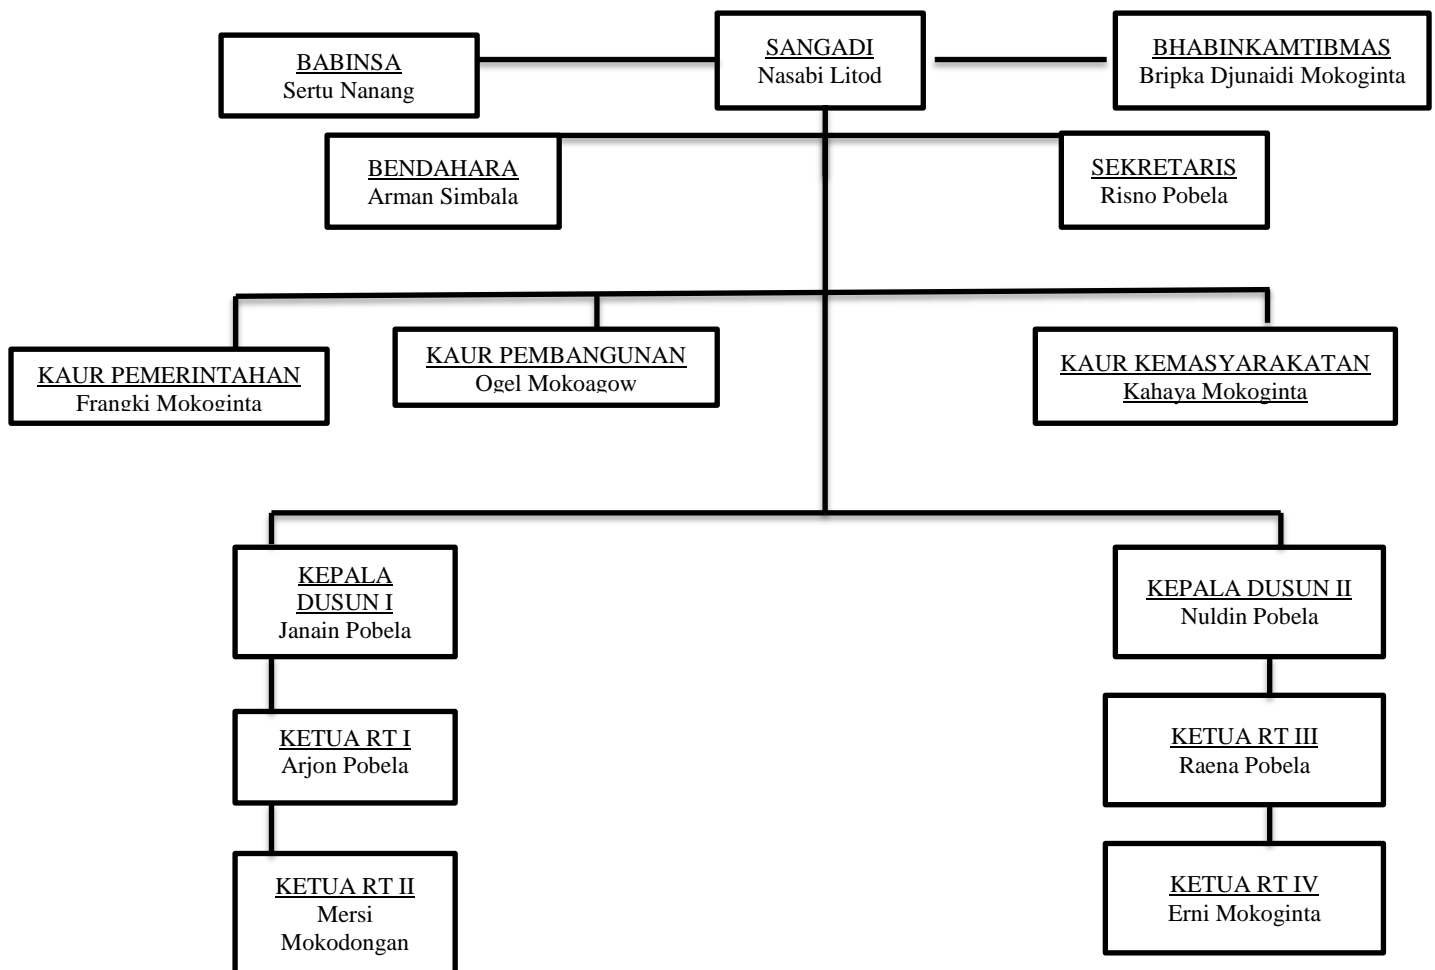 BABINSA
Sertu Nanang
SANGADI
Nasabi Litod
BHABINKAMTIBMAS
Bripka Djunaidi Mokoginta
BENDAHARA
Arman Simbala
SEKRETARIS
Risno Pobela
KAUR PEMERINTAHAN
Frangki Mokoginta
KAUR PEMBANGUNAN
Ogel Mokoagow
KAUR KEMASYARAKATAN
Kahaya Mokoginta
KEPALA
DUSUN I
Janain Pobela
KEPALA DUSUN II
Nuldin Pobela
KETUA RT I
Arjon Pobela
KETUA RT III
Raena Pobela
KETUA RT II
Mersi
Mokodongan
KETUA RT IV
Erni Mokoginta